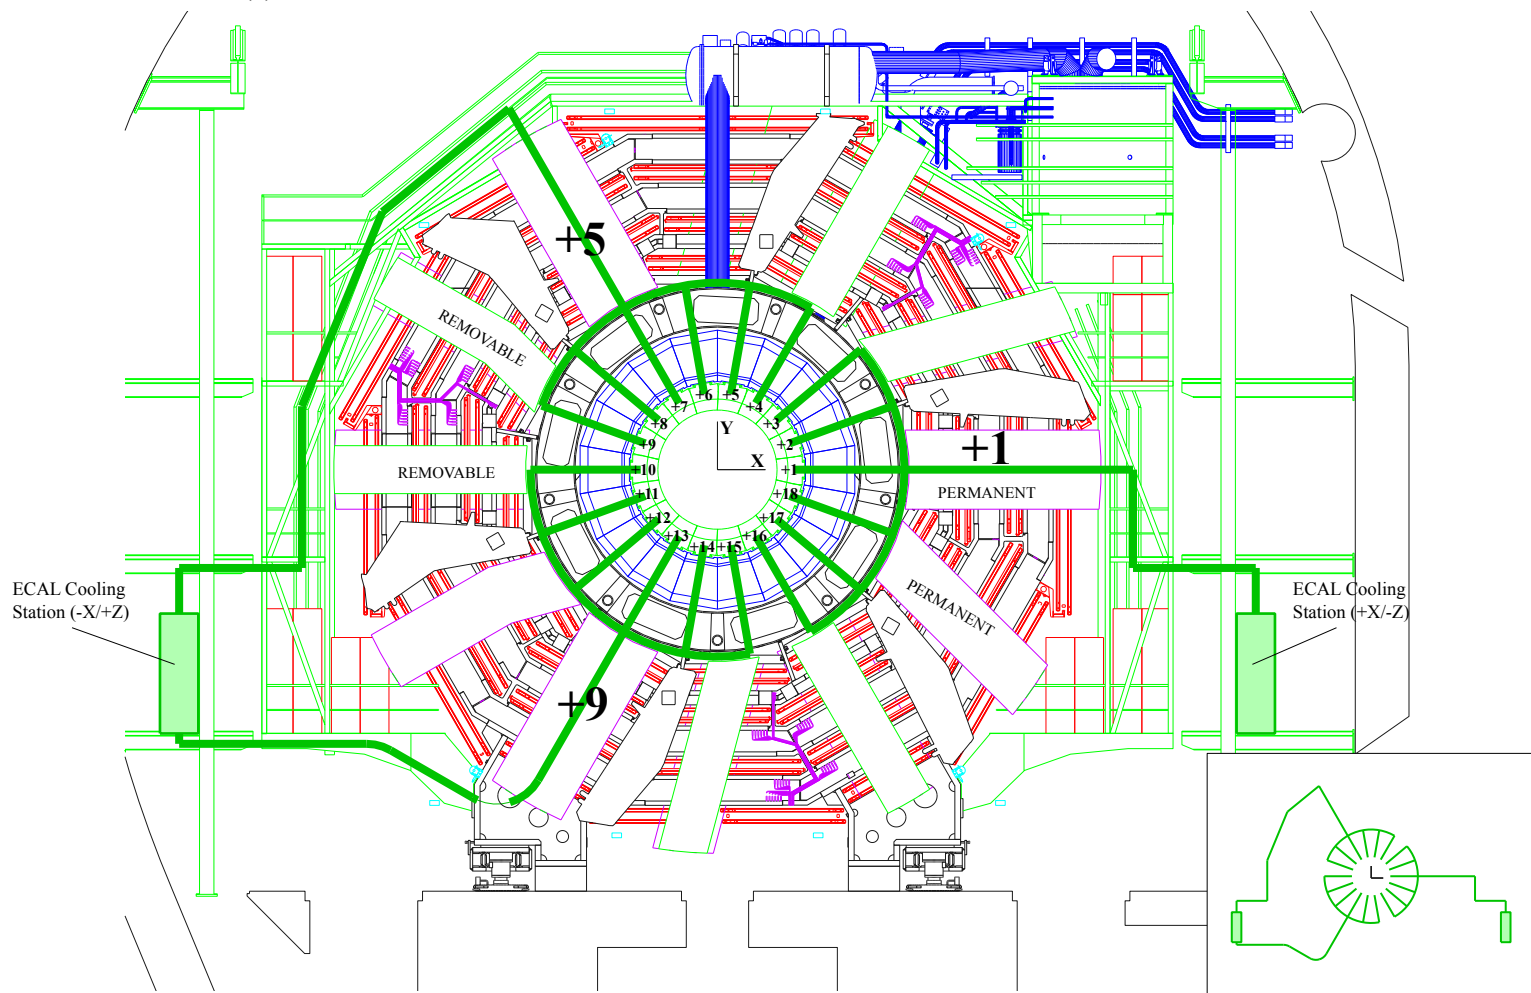 +5
REMOVABLE
+6
+5
+7
+4
+8
+3
Y
+9
+2
+1
X
REMOVABLE
+10
+1
PERMANENT
+11
+18
+12
+17
+13
+16
+14
+15
ECAL Cooling
Station (-X/+Z)
PERMANENT
ECAL Cooling
Station (+X/-Z)
+9